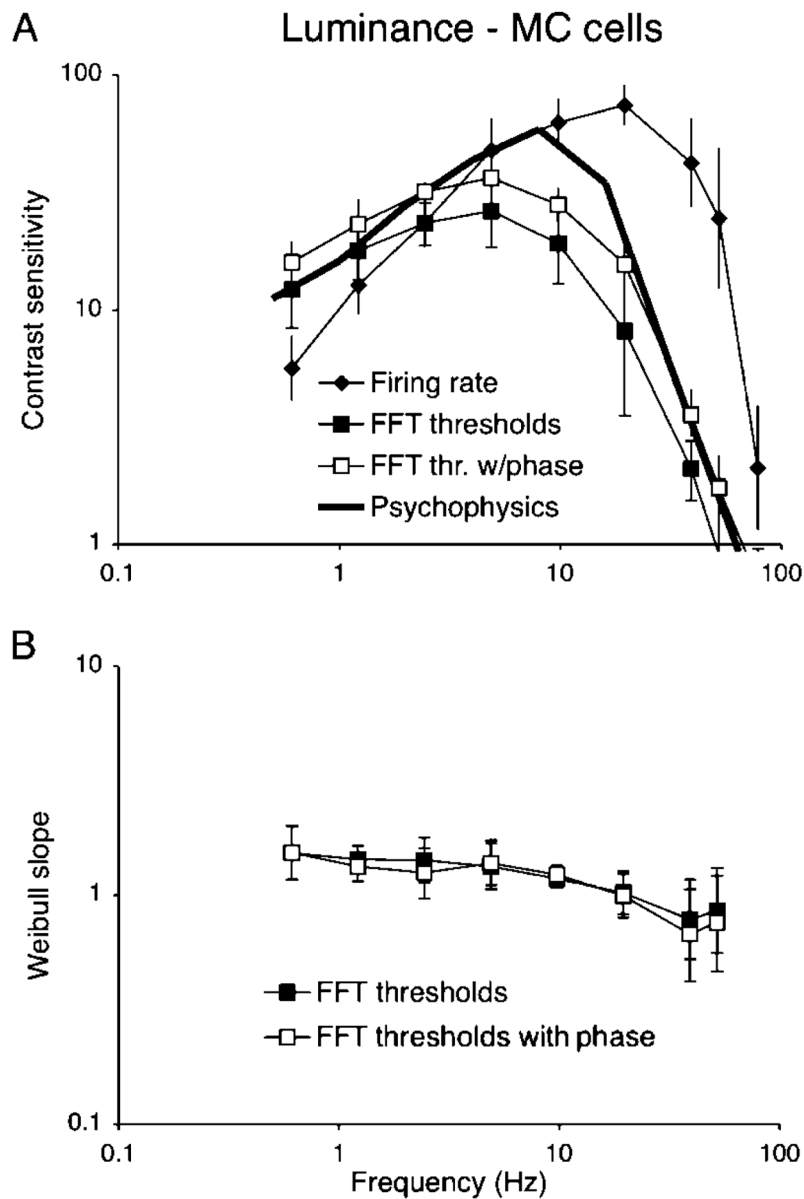 A
Luminance - MC cells
100
10
1
Contrast sensitivity
Firing rate
FFT thresholds
FFT thr. w/phase
Psychophysics
0.1 1 10 100
B
10
1
0.1
Weibull slope
FFT thresholds
FFT thresholds with phase
0.1 1 10 100
Frequency (Hz)